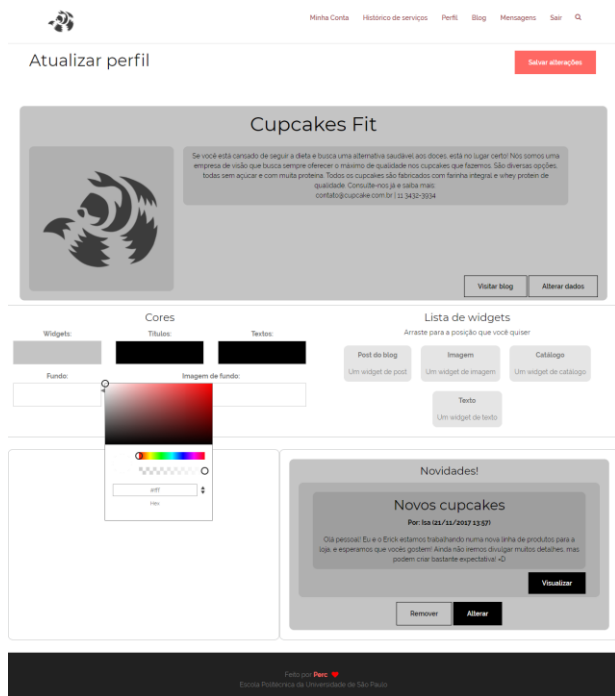 Minha Conta Histórico de serviços Perfil Blog Mensagens Sair
Atualizar perfil
Salvar alterações
Cupcakes Fit
Se você está cansado de seguir a dieta e busca uma alternativa saudável aos doces, está no lugar certo! Nós somos uma
empresa de visão que busca sempre oferecer o máximo de qualidade nos cupcakes que fazemos. São diversas opções,
todas sem açúcar e com muita proteína. Todos os cupcakes são fabricados com farinha integral e whey protein de
qualidade. Consulte-nos já e saiba mais.
contato@cupcake.com.br | 11 3432-3934
Visitar blog Alterar dados
Cores
Widgets: Títulos: Textos:
Fundo: Imagem de fundo:
#fff
Hex
Lista de widgets
Arraste para a posição que você quiser
Post do blog Imagem Catálogo
Um widget de post Um widget de imagem Um widget de catálogo
Texto
Um widget de texto
Novidades!
Novos cupcakes
Por: Isa (21/11/2017 13:57)
Olá pessoal! Eu e o Erick estamos trabalhando numa nova linha de produtos para a
loja, e esperamos que vocês gostem! Ainda não iremos divulgar muitos detalhes, mas
podem criar bastante expectativa! =D
Visualizar
Remover Alterar
Feito por Perc
Escola Politécnica da Universidade de São Paulo